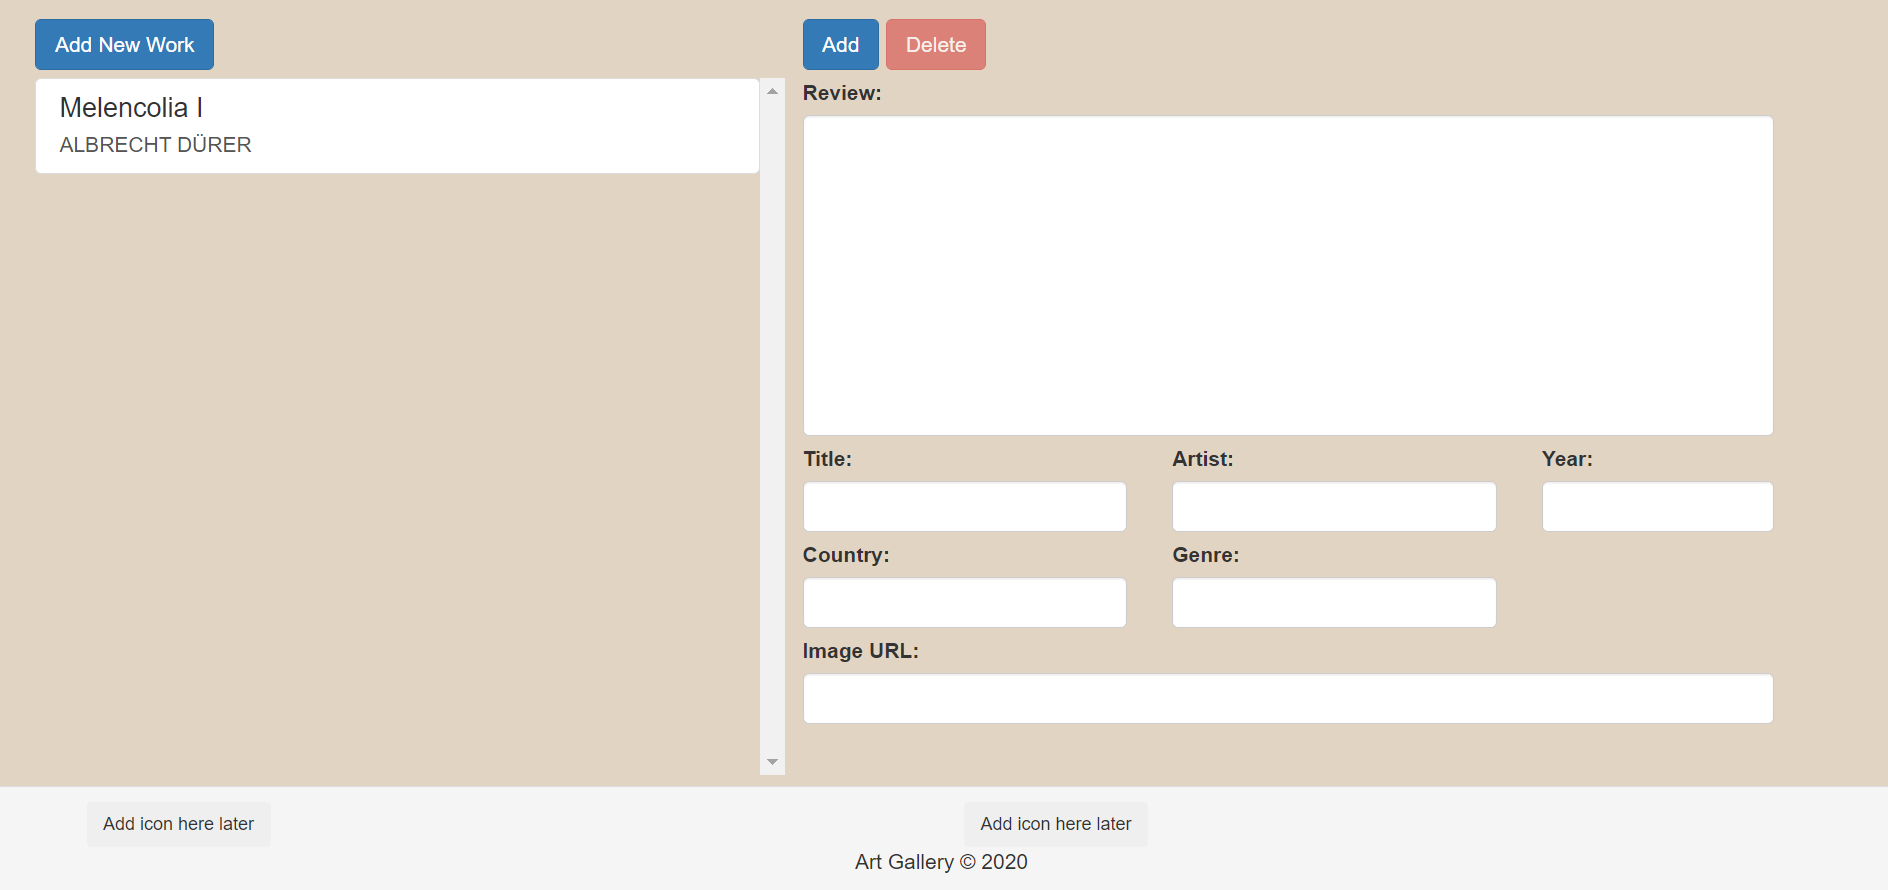 Add New Work
Melencolia I
ALBRECHT DÜRER
Add Delete
Review:
Title: Artist: Year:
Country: Genre:
Image URL:
Add icon here later Add icon here later
Art Gallery © 2020